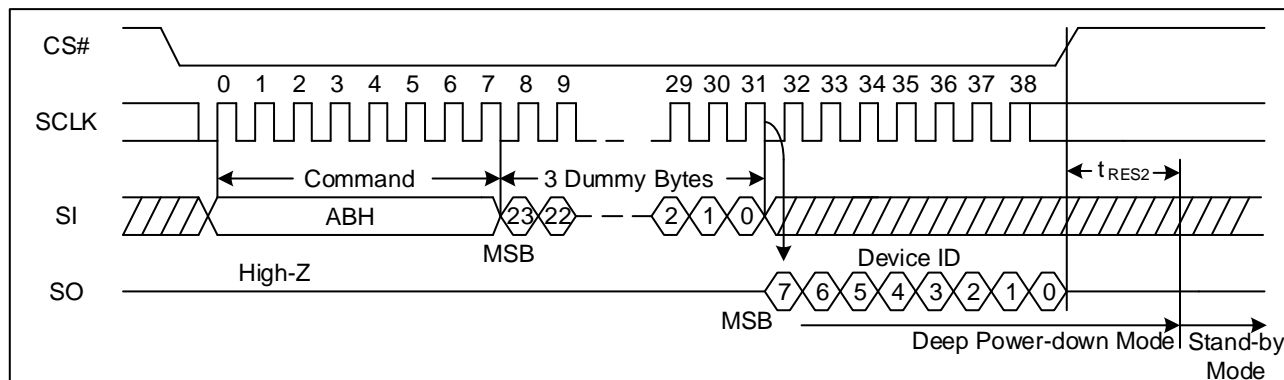 CS#
0 1 2 3 4 5 6 7 8 9 29 30 31 32 33 34 35 36 37 38
SCLK
Command 3 Dummy Bytes tRES2
SI ABH 23 22 2 1 0
MSB
High-Z Device ID
SO 7 6 5 4 3 2 1 0
MSB
Deep Power-down Mode Stand-by
Mode